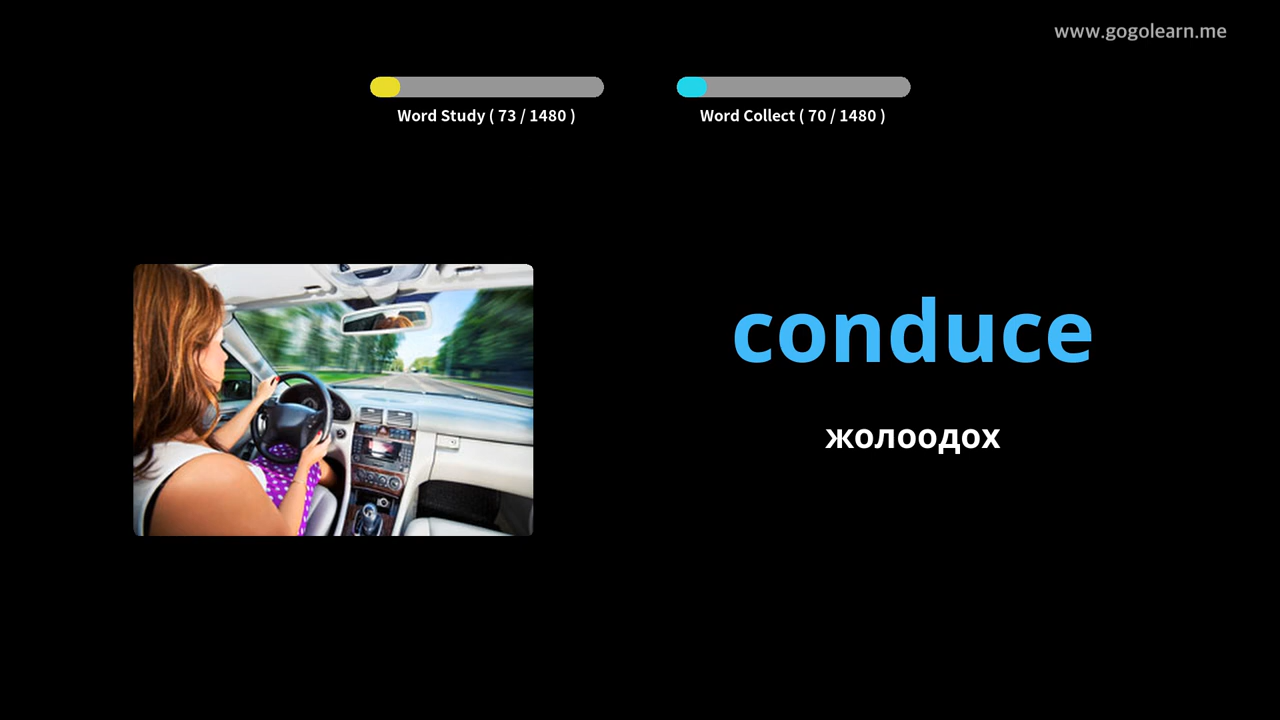 www.gogolearn.me
Word Study ( 73 / 1480 )
Word Collect ( 70 / 1480 )
conduce
жолоодох